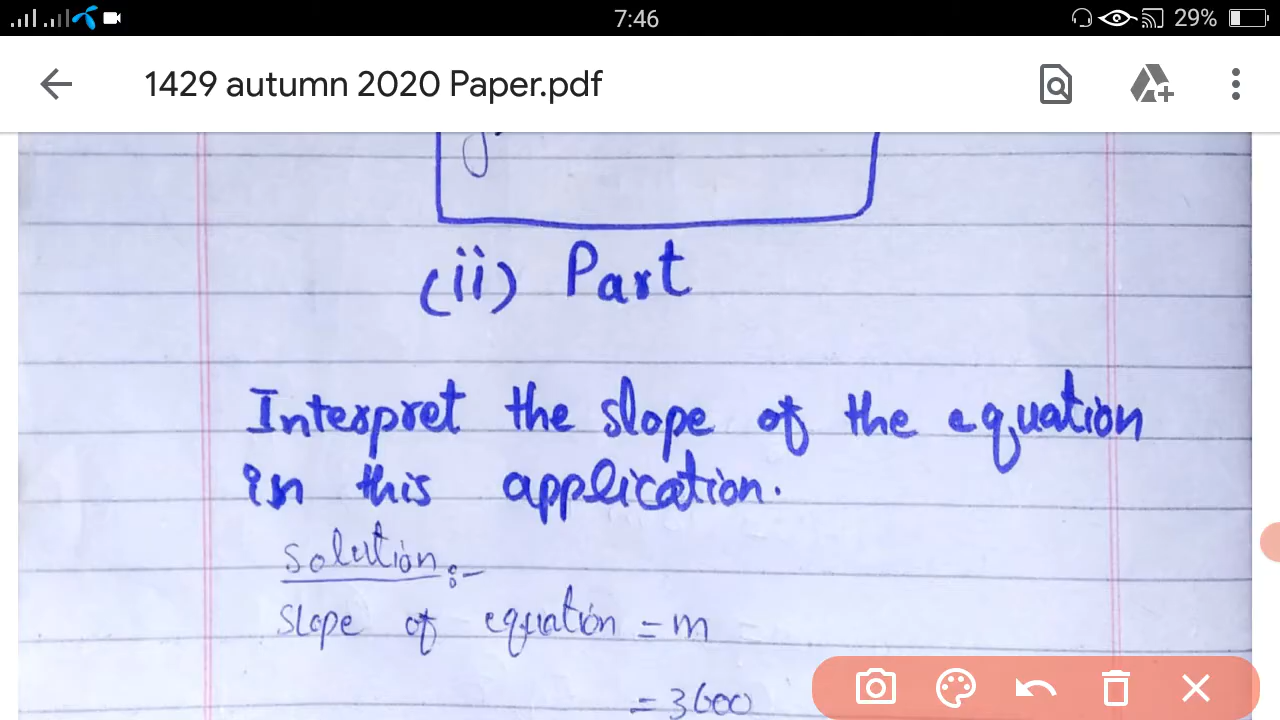 7:46
29%
1429 autumn 2020 Paper.pdf
(ii) Part
Interpret the slope of the equation
in this application.
Solution:-
Slope of equation = m
= 3600